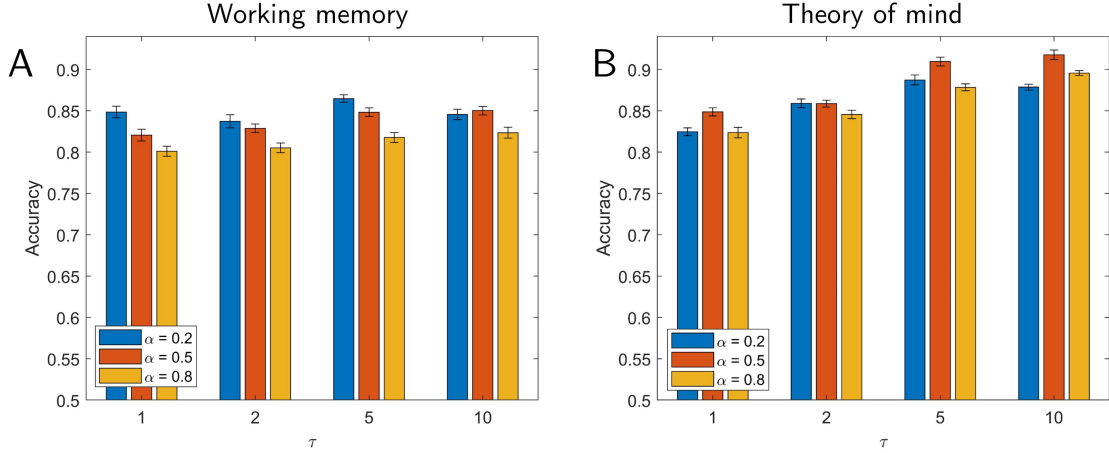 Working memory
A
Accuracy
0.9
0.85
0.8
0.75
0.7
0.65
0.6
0.55
0.5
α = 0.2
α = 0.5
α = 0.8
1 2 5 10
τ
Theory of mind
B
Accuracy
0.9
0.85
0.8
0.75
0.7
0.65
0.6
0.55
0.5
α = 0.2
α = 0.5
α = 0.8
1 2 5 10
τ